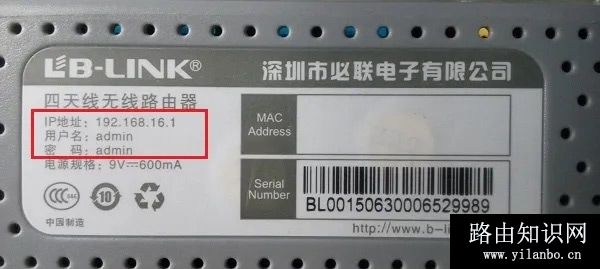 LB-LINK®
深圳市必联电子有限公司
四天线无线路由器
IP地址：192.168.16.1
用户名：admin
密　码：admin
电源规格：9V⎓600mA
中国制造
MAC
Address
Serial
Number
BL00150630006529989
http://www.b-li
路由知识网
www.yilanbo.cn